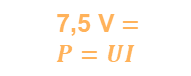 7,5 V =
P = UI